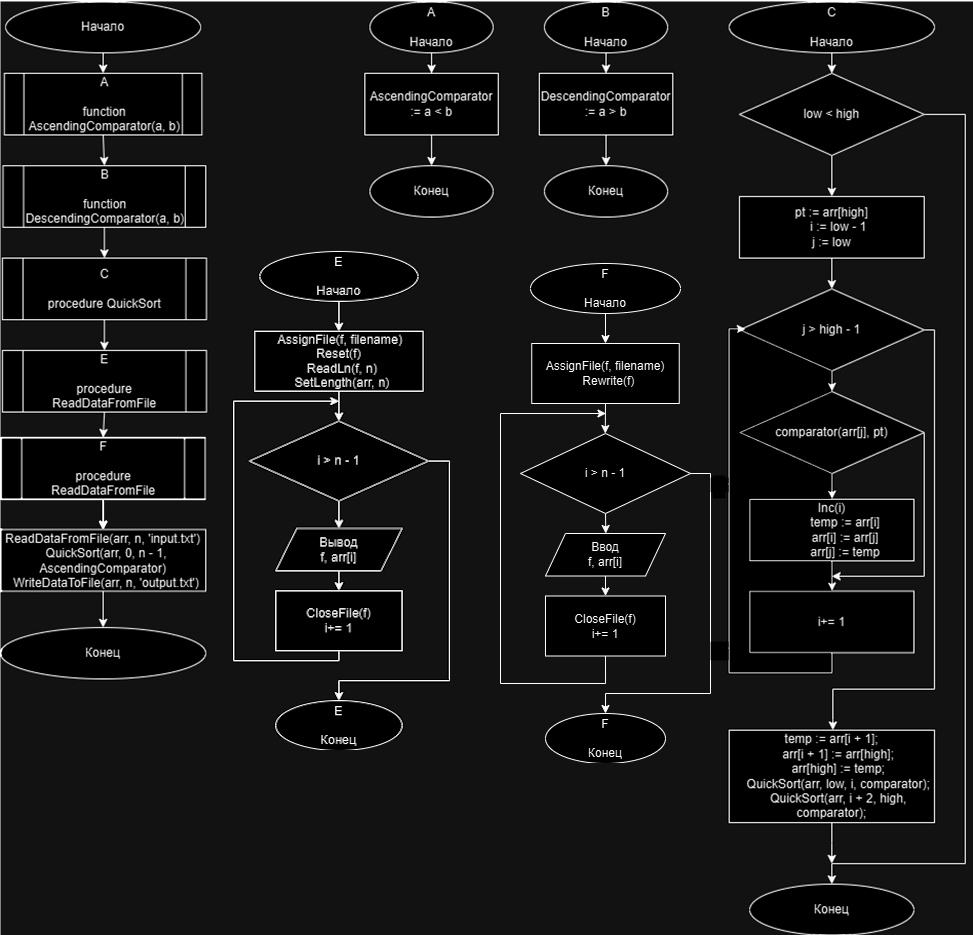 Начало
A
function
AscendingComparator(a, b)
B
function
DescendingComparator(a, b)
C
procedure QuickSort
E
procedure
ReadDataFromFile
F
procedure
ReadDataFromFile
ReadDataFromFile(arr, n, 'input.txt')
QuickSort(arr, 0, n - 1,
AscendingComparator)
WriteDataToFile(arr, n, 'output.txt')
Конец
A
Начало
AscendingComparator
:= a < b
Конец
B
Начало
DescendingComparator
:= a > b
Конец
E
Начало
AssignFile(f, filename)
Reset(f)
ReadLn(f, n)
SetLength(arr, n)
i > n - 1
Вывод
f, arr[i]
CloseFile(f)
i+= 1
E
Конец
F
Начало
AssignFile(f, filename)
Rewrite(f)
i > n - 1
Ввод
f, arr[i]
CloseFile(f)
i+= 1
F
Конец
C
Начало
low < high
pt := arr[high]
i := low - 1
j := low
j > high - 1
comparator(arr[j], pt)
Inc(i)
temp := arr[i]
arr[i] := arr[j]
arr[j] := temp
i+= 1
temp := arr[i + 1];
arr[i + 1] := arr[high];
arr[high] := temp;
QuickSort(arr, low, i, comparator);
QuickSort(arr, i + 2, high,
comparator);
Конец